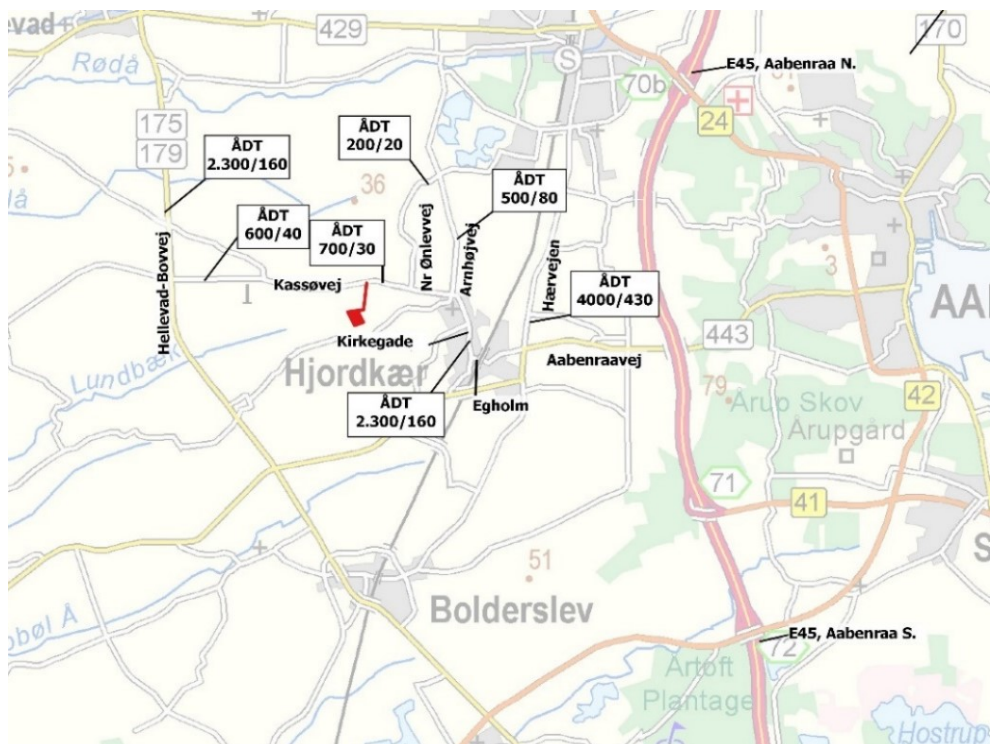 evad
429
170
E45, Aabenraa N.
Rødå
S
70b
24
175
179
ÅDT
2.300/160
ÅDT
200/20
36
ÅDT
500/80
ÅDT
600/40
ÅDT
700/30
Hellevad-Bovvej
Kassøvej
Nr Ønlevvej
Arnhøjvej
Hærvejen
3
ÅDT
4000/430
443
AA
Kirkegade
Lundbæk
Hjordkær
Aabenraavej
ÅDT
2.300/160
Egholm
79
Årup Skov
Årupgård
42
71
41
S
51
Bolderslev
bøl Å
E45, Aabenraa S.
72
Årtoft
Plantage
Hostrup